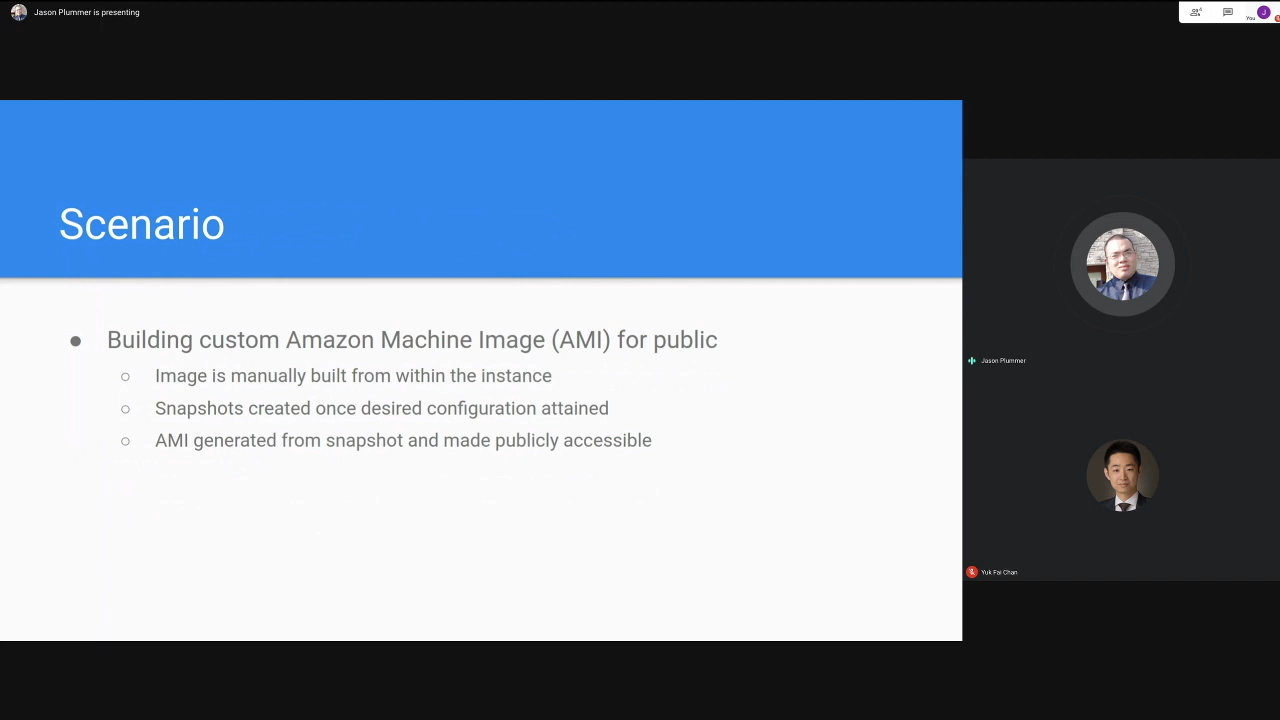 Jason Plummer is presenting
4
You
J
Scenario
● Building custom Amazon Machine Image (AMI) for public
○ Image is manually built from within the instance
○ Snapshots created once desired configuration attained
○ AMI generated from snapshot and made publicly accessible
Jason Plummer
Yuk Fai Chan